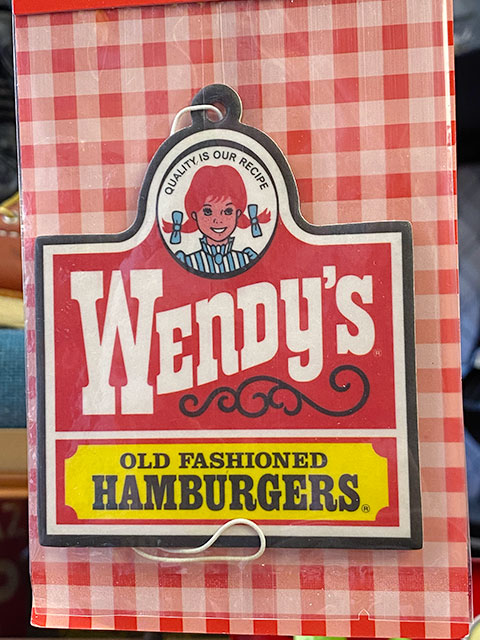 QUALITY IS OUR RECIPE
WENDY'S®
OLD FASHIONED
HAMBURGERS®